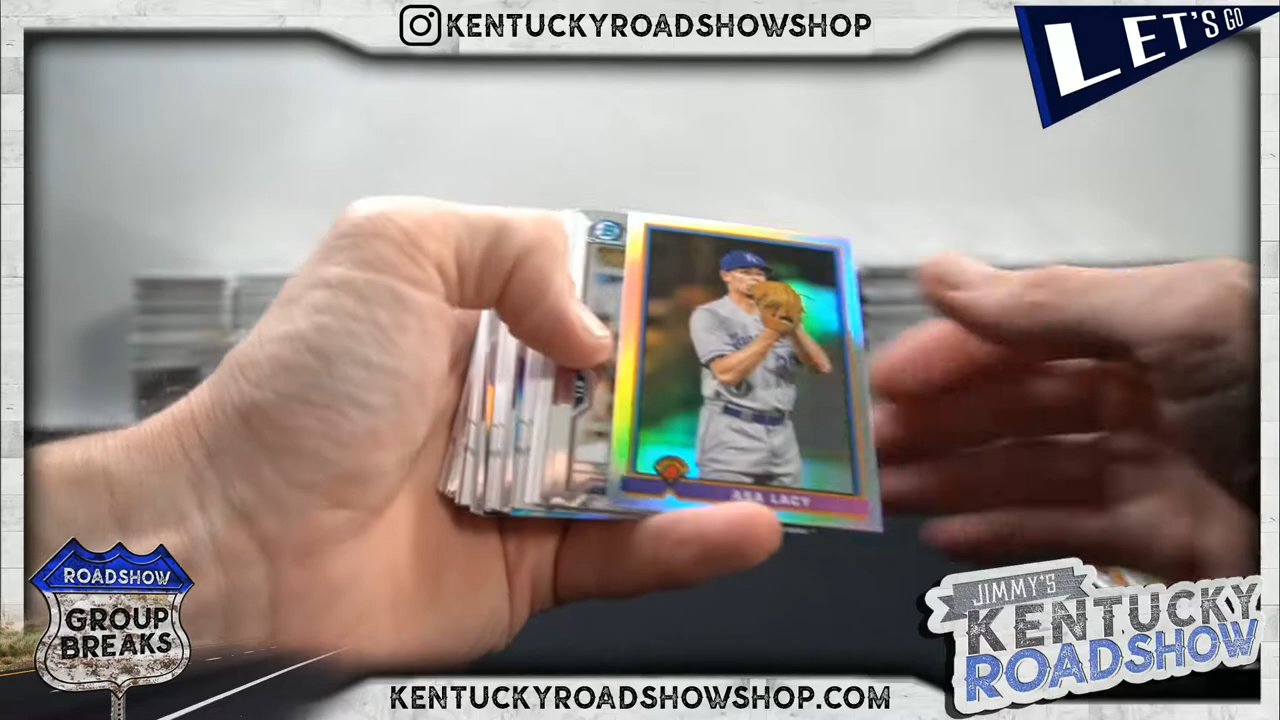 KENTUCKYROADSHOWSHOP
LET'S GO
ASA LACY
ROADSHOW
GROUP
BREAKS
JIMMY'S
KENTUCKY
ROADSHOW
KENTUCKYROADSHOWSHOP.COM